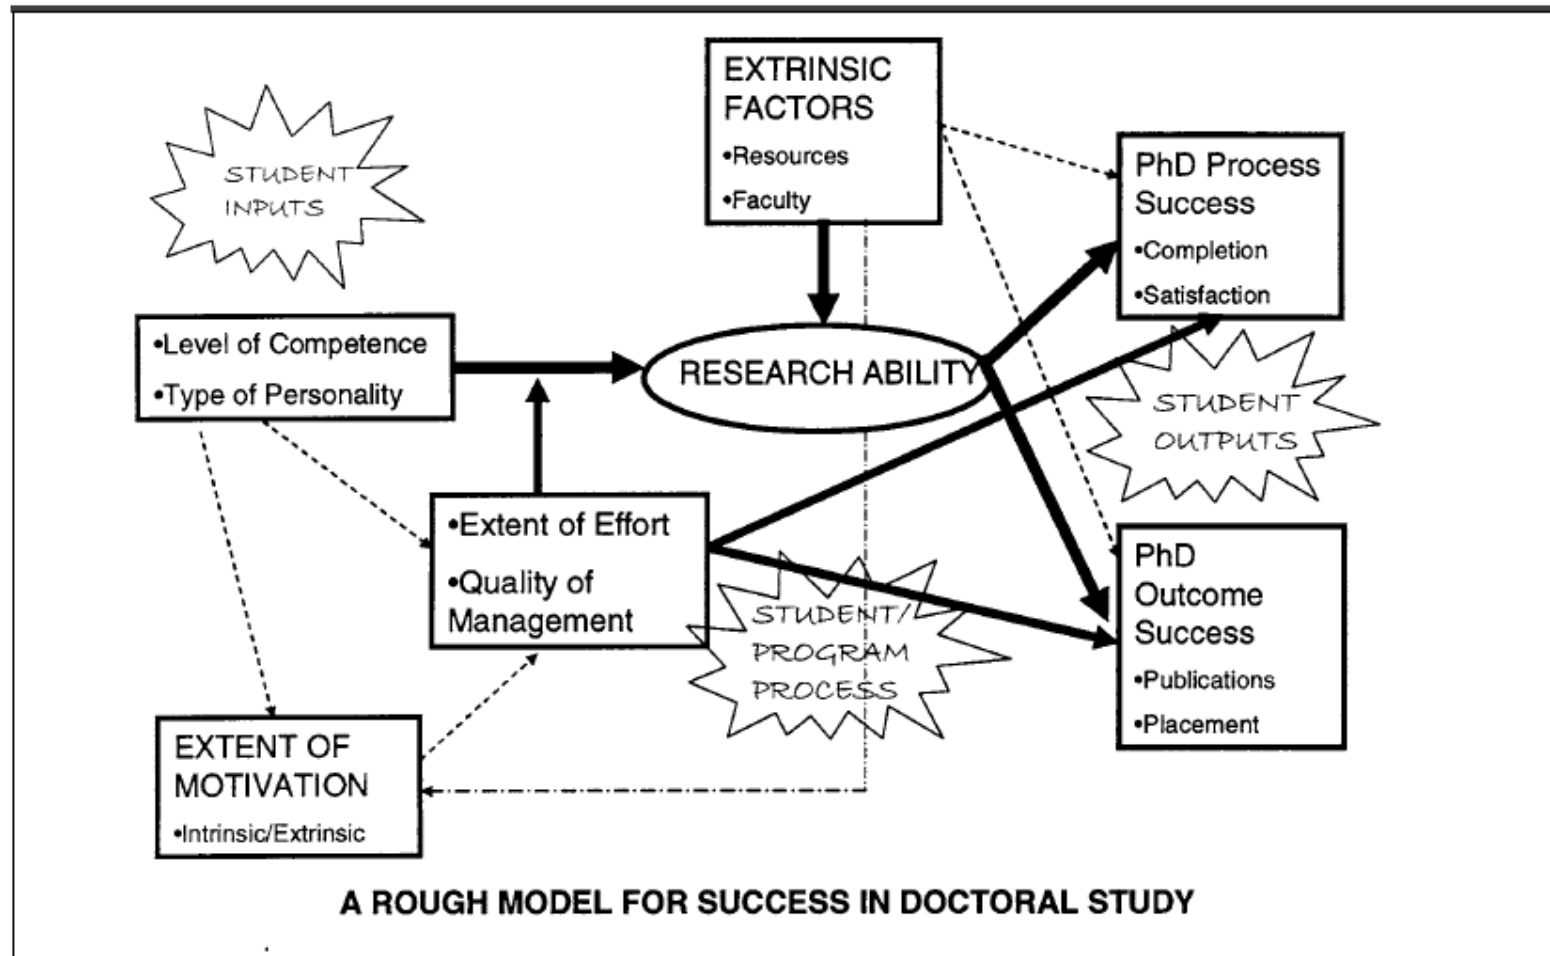 EXTRINSIC
FACTORS
•Resources
•Faculty
STUDENT
INPUTS
PhD Process
Success
•Completion
•Satisfaction
•Level of Competence
•Type of Personality
RESEARCH ABILITY
STUDENT
OUTPUTS
•Extent of Effort
•Quality of
Management
STUDENT/
PROGRAM
PROCESS
PhD
Outcome
Success
•Publications
•Placement
EXTENT OF
MOTIVATION
•Intrinsic/Extrinsic
A ROUGH MODEL FOR SUCCESS IN DOCTORAL STUDY